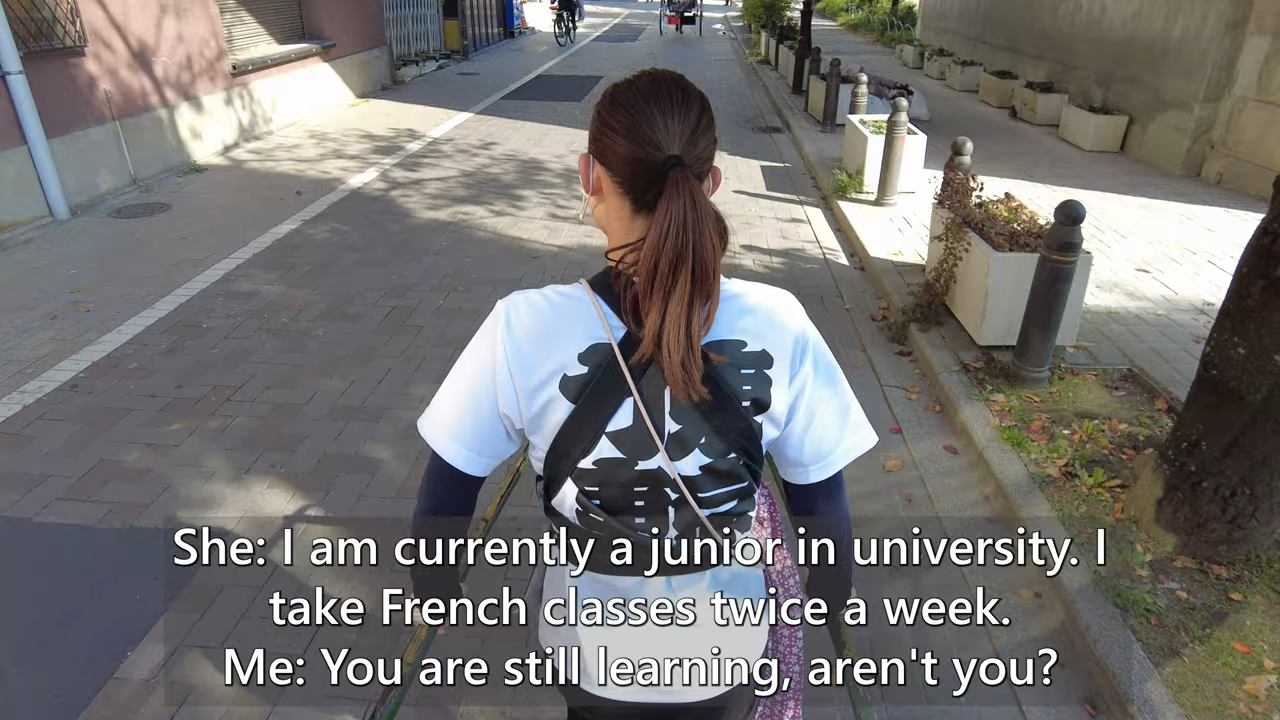 She: I am currently a junior in university. I
take French classes twice a week.
Me: You are still learning, aren't you?